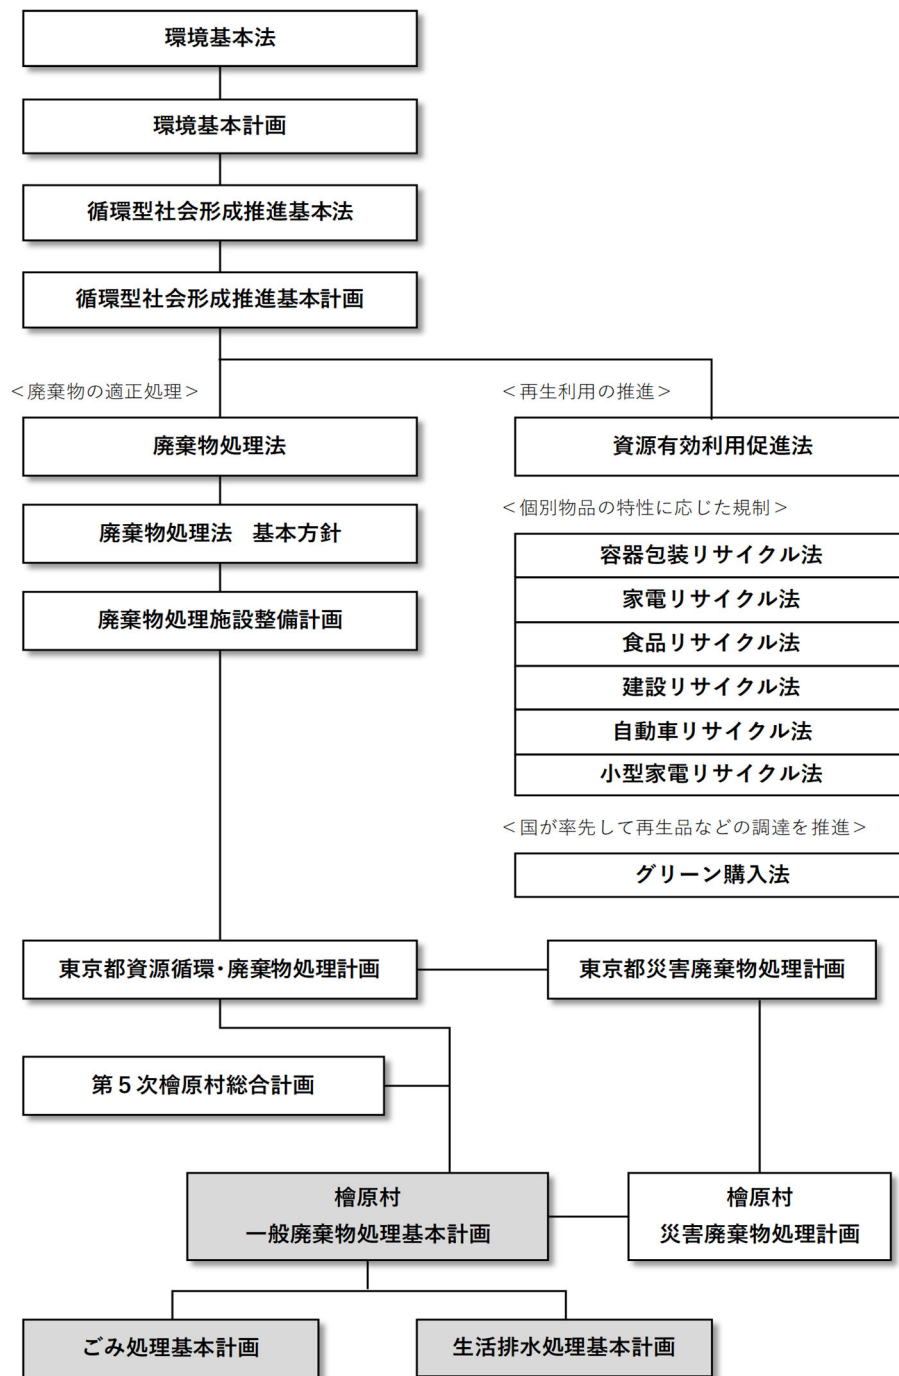 環境基本法
環境基本計画
循環型社会形成推進基本法
循環型社会形成推進基本計画
＜廃棄物の適正処理＞
廃棄物処理法
廃棄物処理法　基本方針
廃棄物処理施設整備計画
＜再生利用の推進＞
資源有効利用促進法
＜個別物品の特性に応じた規制＞
容器包装リサイクル法
家電リサイクル法
食品リサイクル法
建設リサイクル法
自動車リサイクル法
小型家電リサイクル法
＜国が率先して再生品などの調達を推進＞
グリーン購入法
東京都資源循環・廃棄物処理計画
東京都災害廃棄物処理計画
第５次檜原村総合計画
檜原村
一般廃棄物処理基本計画
檜原村
災害廃棄物処理計画
ごみ処理基本計画
生活排水処理基本計画